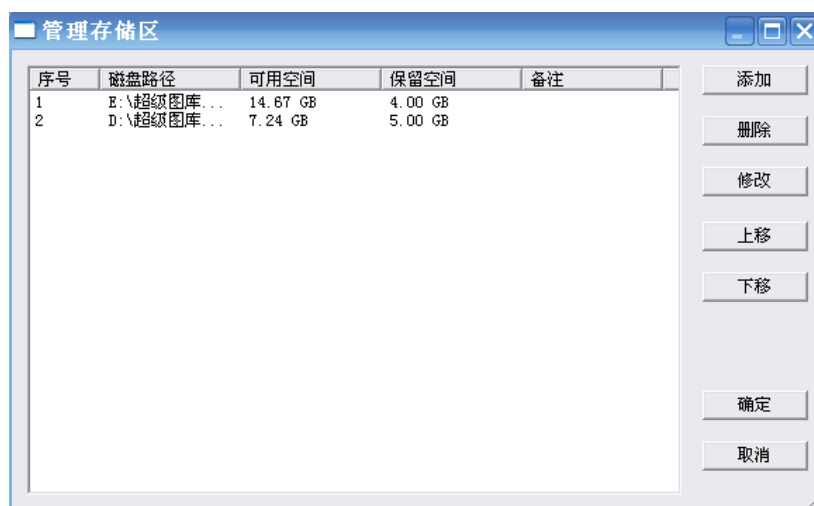 管理存储区
序号 磁盘路径 可用空间 保留空间 备注
1 E:\超级图库... 14.67 GB 4.00 GB
2 D:\超级图库... 7.24 GB 5.00 GB
添加
删除
修改
上移
下移
确定
取消